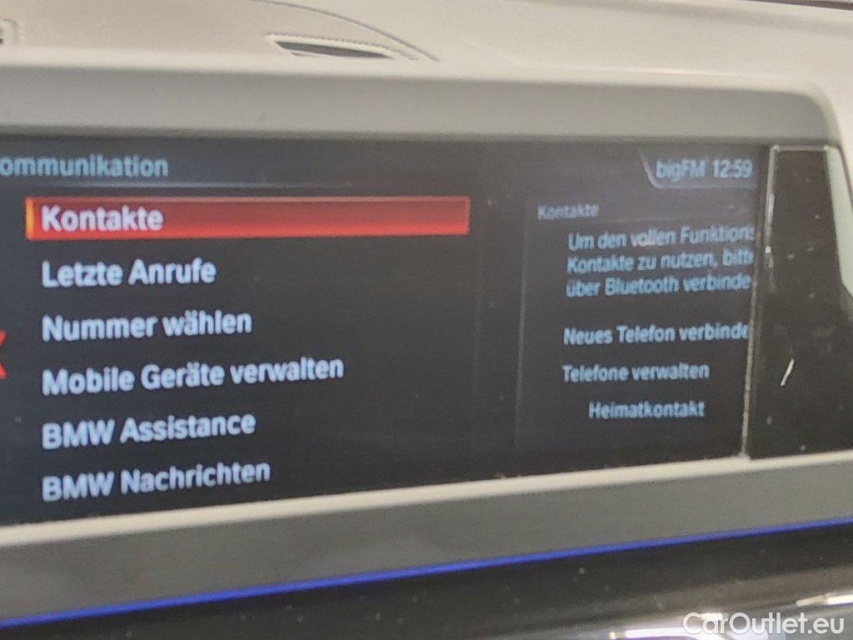 ommunikation
bigFM 12:59
Kontakte
Letzte Anrufe
Nummer wählen
Mobile Geräte verwalten
BMW Assistance
BMW Nachrichten
Kontakte
Um den vollen Funktions
Kontakte zu nutzen, bitte
über Bluetooth verbinde
Neues Telefon verbinde
Telefone verwalten
Heimatkontakt
CarOutlet.eu